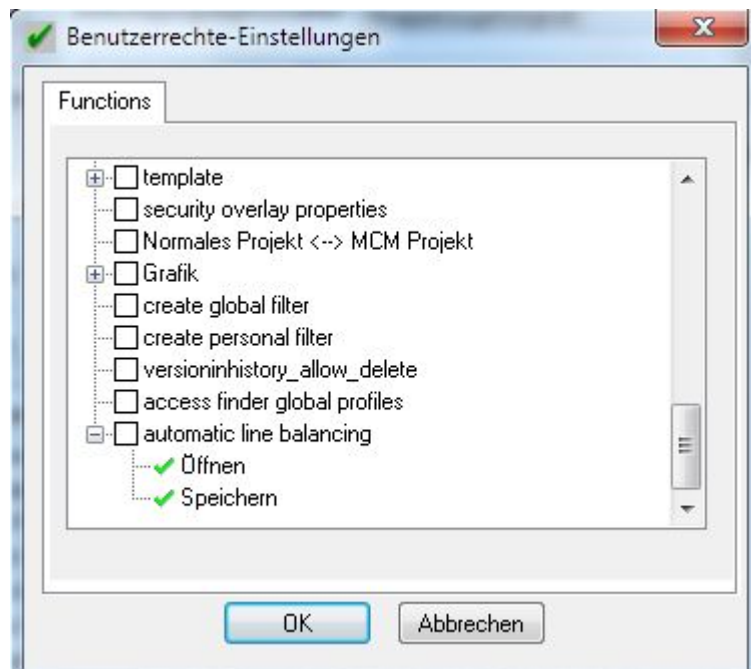 Benutzerrechte-Einstellungen
Functions
template
security overlay properties
Normales Projekt <--> MCM Projekt
Grafik
create global filter
create personal filter
versioninhistory_allow_delete
access finder global profiles
automatic line balancing
Öffnen
Speichern
OK
Abbrechen